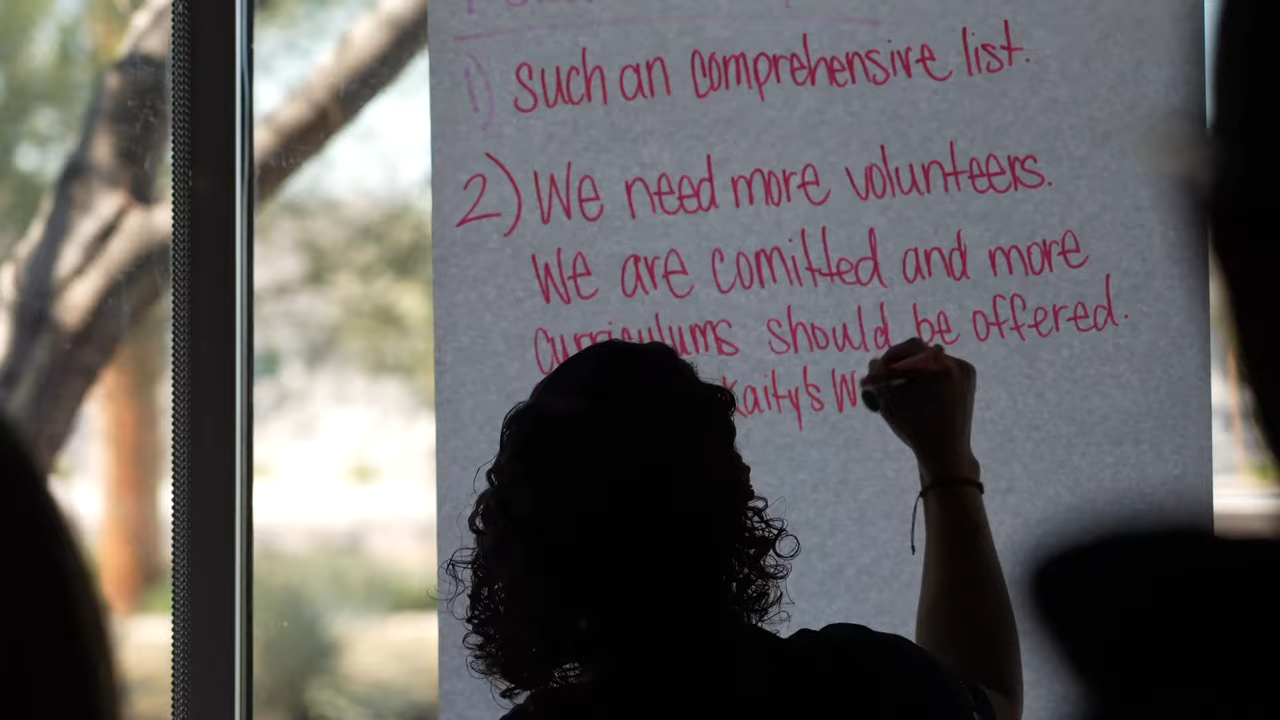 1) Such an comprehensive list.
2) We need more volunteers.
We are comitted and more
curriculums should be offered.
Kaity's W